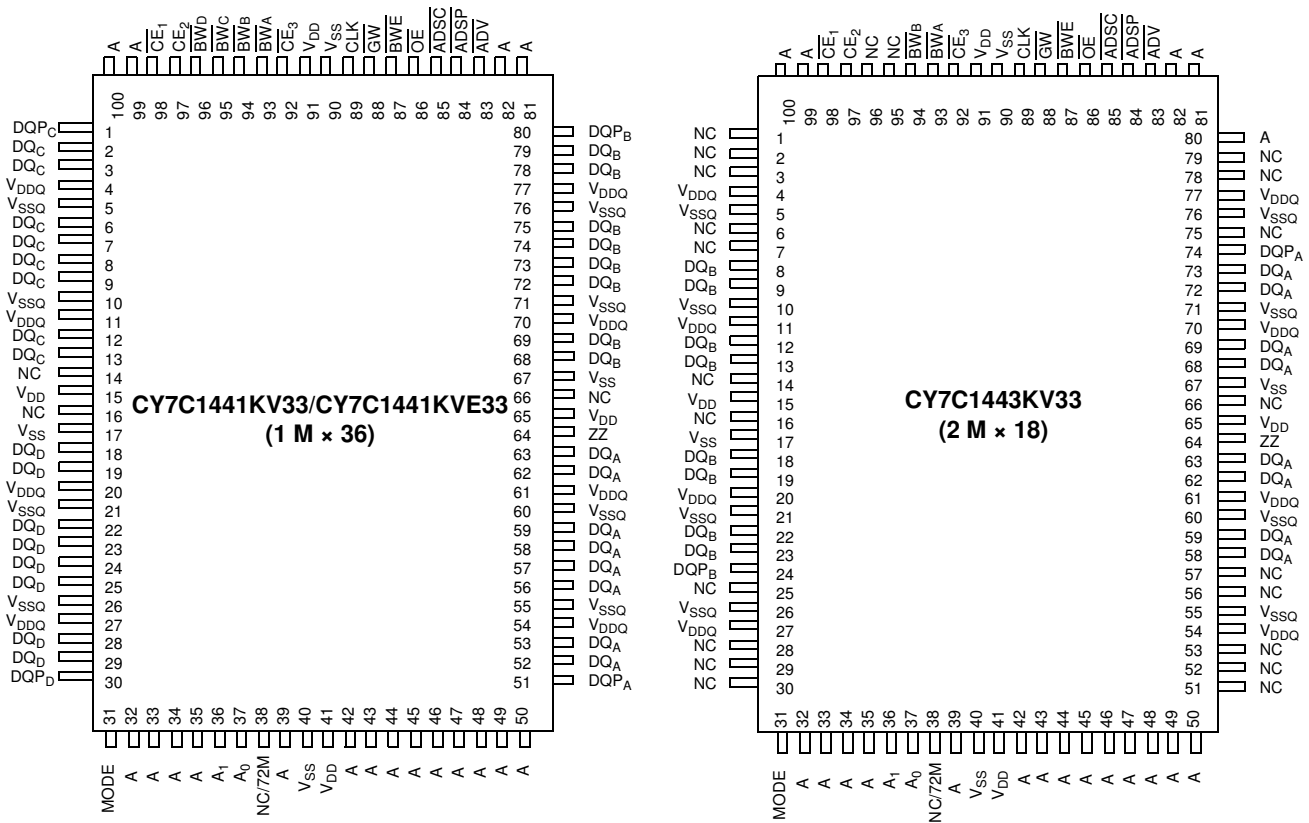 A A CE1 CE2 BWD BWC BWB BWA CE3 VDD VSS CLK GW BWE OE ADSC ADSP ADV A A
100 99 98 97 96 95 94 93 92 91 90 89 88 87 86 85 84 83 82 81
DQPC 1 80 DQPB
DQC 2 79 DQB
DQC 3 78 DQB
VDDQ 4 77 VDDQ
VSSQ 5 76 VSSQ
DQC 6 75 DQB
DQC 7 74 DQB
DQC 8 73 DQB
DQC 9 72 DQB
VSSQ 10 71 VSSQ
VDDQ 11 70 VDDQ
DQC 12 69 DQB
DQC 13 68 DQB
NC 14 67 VSS
VDD 15 66 NC
NC 16 65 VDD
VSS 17 64 ZZ
DQD 18 63 DQA
DQD 19 62 DQA
VDDQ 20 61 VDDQ
VSSQ 21 60 VSSQ
DQD 22 59 DQA
DQD 23 58 DQA
DQD 24 57 DQA
DQD 25 56 DQA
VSSQ 26 55 VSSQ
VDDQ 27 54 VDDQ
DQD 28 53 DQA
DQD 29 52 DQA
DQPD 30 51 DQPA
CY7C1441KV33/CY7C1441KVE33
(1 M × 36)
31 32 33 34 35 36 37 38 39 40 41 42 43 44 45 46 47 48 49 50
MODE A A A A A1 A0 NC/72M A VSS VDD A A A A A A A A A
A A CE1 CE2 NC NC BWB BWA CE3 VDD VSS CLK GW BWE OE ADSC ADSP ADV A A
100 99 98 97 96 95 94 93 92 91 90 89 88 87 86 85 84 83 82 81
NC 1 80 A
NC 2 79 NC
NC 3 78 NC
VDDQ 4 77 VDDQ
VSSQ 5 76 VSSQ
NC 6 75 NC
NC 7 74 DQPA
DQB 8 73 DQA
DQB 9 72 DQA
VSSQ 10 71 VSSQ
VDDQ 11 70 VDDQ
DQB 12 69 DQA
DQB 13 68 DQA
NC 14 67 VSS
VDD 15 66 NC
NC 16 65 VDD
VSS 17 64 ZZ
DQB 18 63 DQA
DQB 19 62 DQA
VDDQ 20 61 VDDQ
VSSQ 21 60 VSSQ
DQB 22 59 DQA
DQB 23 58 DQA
DQPB 24 57 NC
NC 25 56 NC
VSSQ 26 55 VSSQ
VDDQ 27 54 VDDQ
NC 28 53 NC
NC 29 52 NC
NC 30 51 NC
CY7C1443KV33
(2 M × 18)
31 32 33 34 35 36 37 38 39 40 41 42 43 44 45 46 47 48 49 50
MODE A A A A A1 A0 NC/72M A VSS VDD A A A A A A A A A